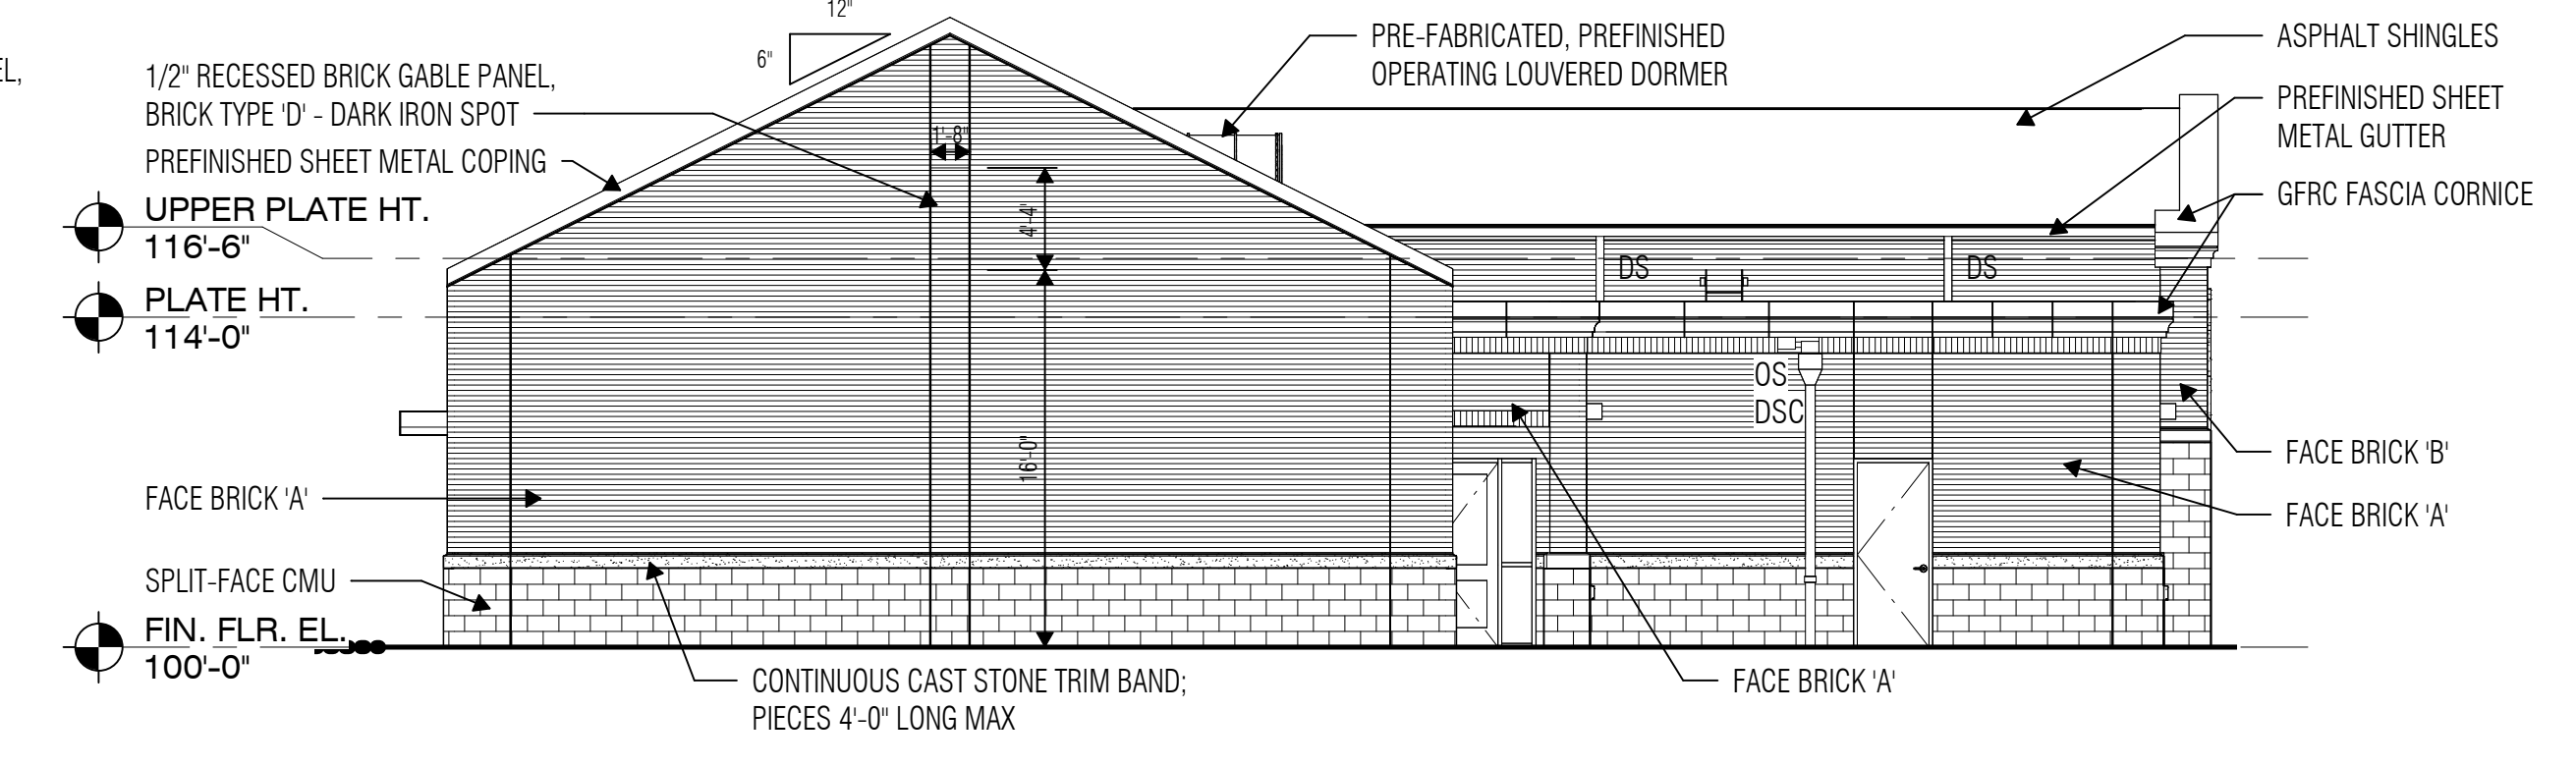 12"
6"
EL,
1/2" RECESSED BRICK GABLE PANEL,
BRICK TYPE 'D' - DARK IRON SPOT
PREFINISHED SHEET METAL COPING
UPPER PLATE HT.
116'-6"
PLATE HT.
114'-0"
FACE BRICK 'A'
SPLIT-FACE CMU
FIN. FLR. EL.
100'-0"
1'-8"
4'-4"
16'-0"
CONTINUOUS CAST STONE TRIM BAND;
PIECES 4'-0" LONG MAX
PRE-FABRICATED, PREFINISHED
OPERATING LOUVERED DORMER
DS
DS
OS
DSC
FACE BRICK 'A'
ASPHALT SHINGLES
PREFINISHED SHEET
METAL GUTTER
GFRC FASCIA CORNICE
FACE BRICK 'B'
FACE BRICK 'A'